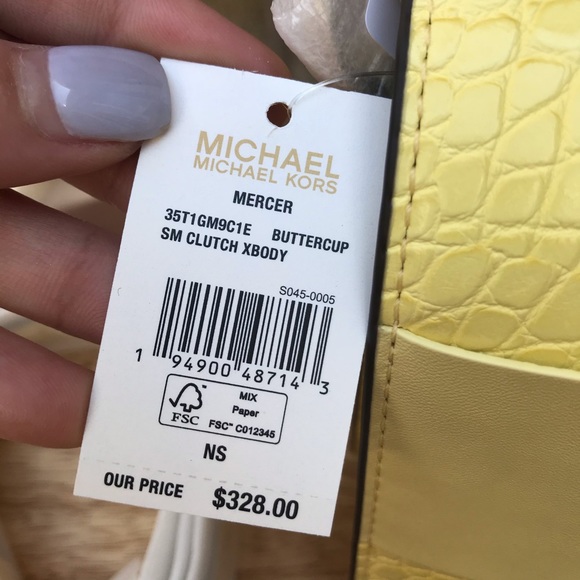 MICHAEL
MICHAEL KORS
MERCER
35T1GM9C1E BUTTERCUP
SM CLUTCH XBODY
S045-0005
1 94900 48714 3
FSC
MIX
Paper
FSC™ C012345
NS
OUR PRICE $328.00